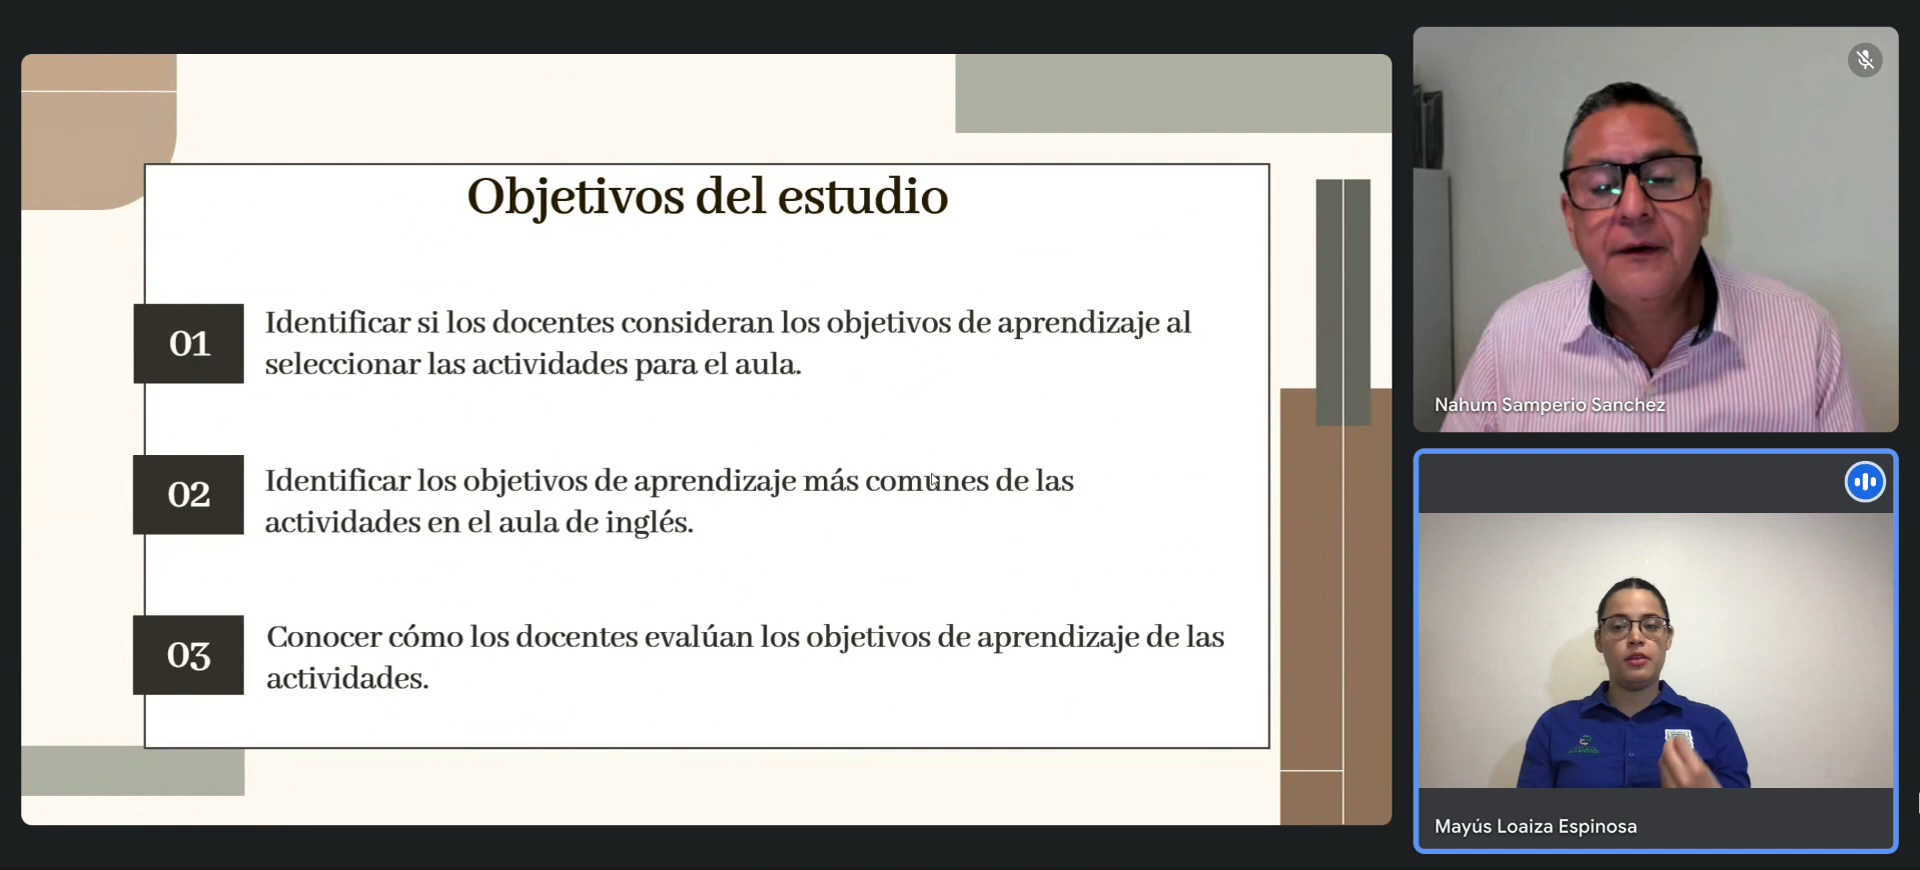 Objetivos del estudio
01
Identificar si los docentes consideran los objetivos de aprendizaje al
seleccionar las actividades para el aula.
02
Identificar los objetivos de aprendizaje más comunes de las
actividades en el aula de inglés.
03
Conocer cómo los docentes evalúan los objetivos de aprendizaje de las
actividades.
Nahum Samperio Sanchez
Mayús Loaiza Espinosa